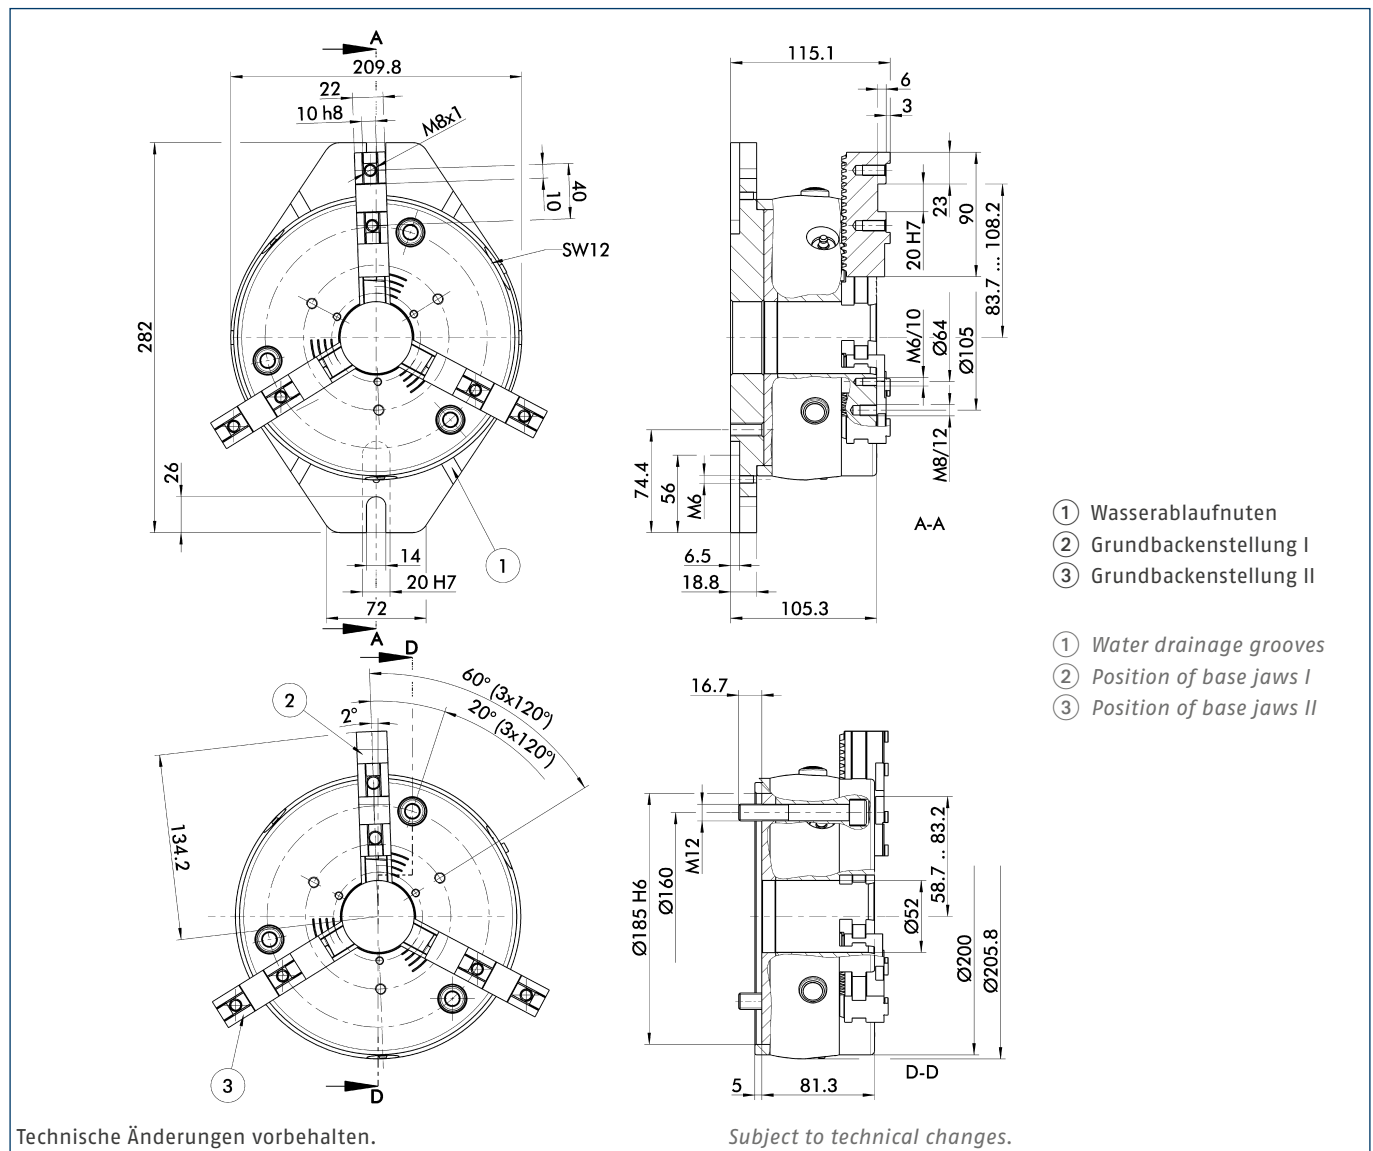 A
209.8
22
10 h8
M8x1
40
10
282
SW12
26
14
20 H7
72
A
1
115.1
6
3
23
90
20 H7
83.7 ... 108.2
M6/10
Ø64
Ø105
M8/12
74.4
56
M6
A-A
6.5
18.8
105.3
1 Wasserablaufnuten
2 Grundbackenstellung I
3 Grundbackenstellung II
1 Water drainage grooves
2 Position of base jaws I
3 Position of base jaws II
D
60° (3x120°)
20° (3x120°)
2
2°
134.2
3
D
16.7
M12
Ø160
Ø185 H6
58.7 .. 83.2
Ø52
Ø200
Ø205.8
D-D
5
81.3
Technische Änderungen vorbehalten.
Subject to technical changes.